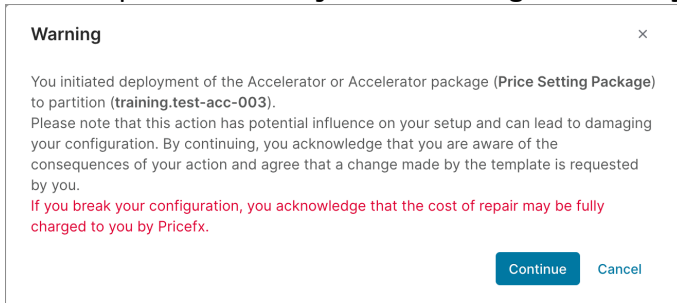 Warning
×
You initiated deployment of the Accelerator or Accelerator package (Price Setting Package)
to partition (training.test-acc-003).
Please note that this action has potential influence on your setup and can lead to damaging
your configuration. By continuing, you acknowledge that you are aware of the
consequences of your action and agree that a change made by the template is requested
by you.
If you break your configuration, you acknowledge that the cost of repair may be fully
charged to you by Pricefx.
Continue Cancel